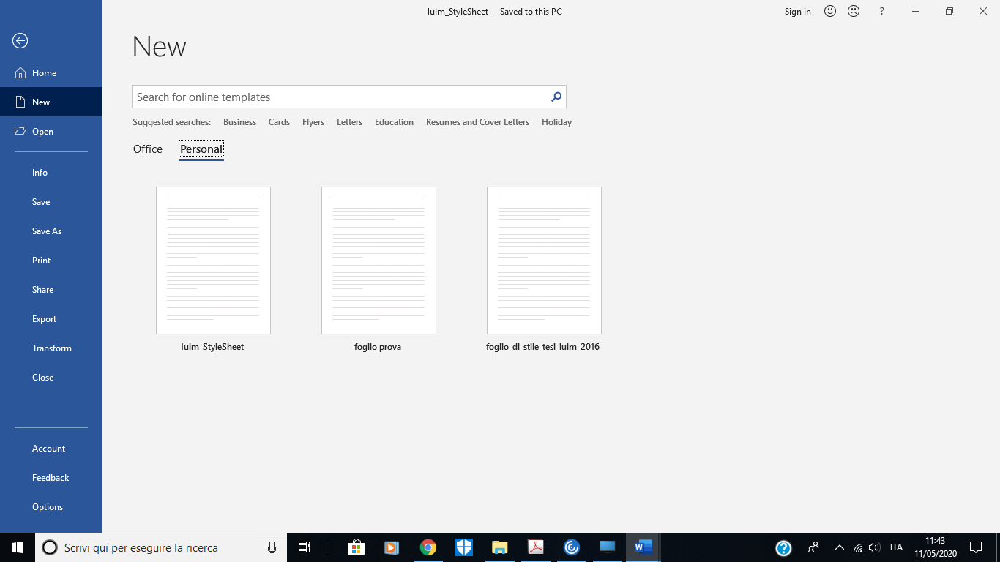 Iulm_StyleSheet - Saved to this PC
Sign in
?
New
Home
New
Open
Info
Save
Save As
Print
Share
Export
Transform
Close
Account
Feedback
Options
Search for online templates
Suggested searches: Business Cards Flyers Letters Education Resumes and Cover Letters Holiday
Office Personal
Iulm_StyleSheet
foglio prova
foglio_di_stile_tesi_iulm_2016
Scrivi qui per eseguire la ricerca
W
?
ITA
11:43
11/05/2020